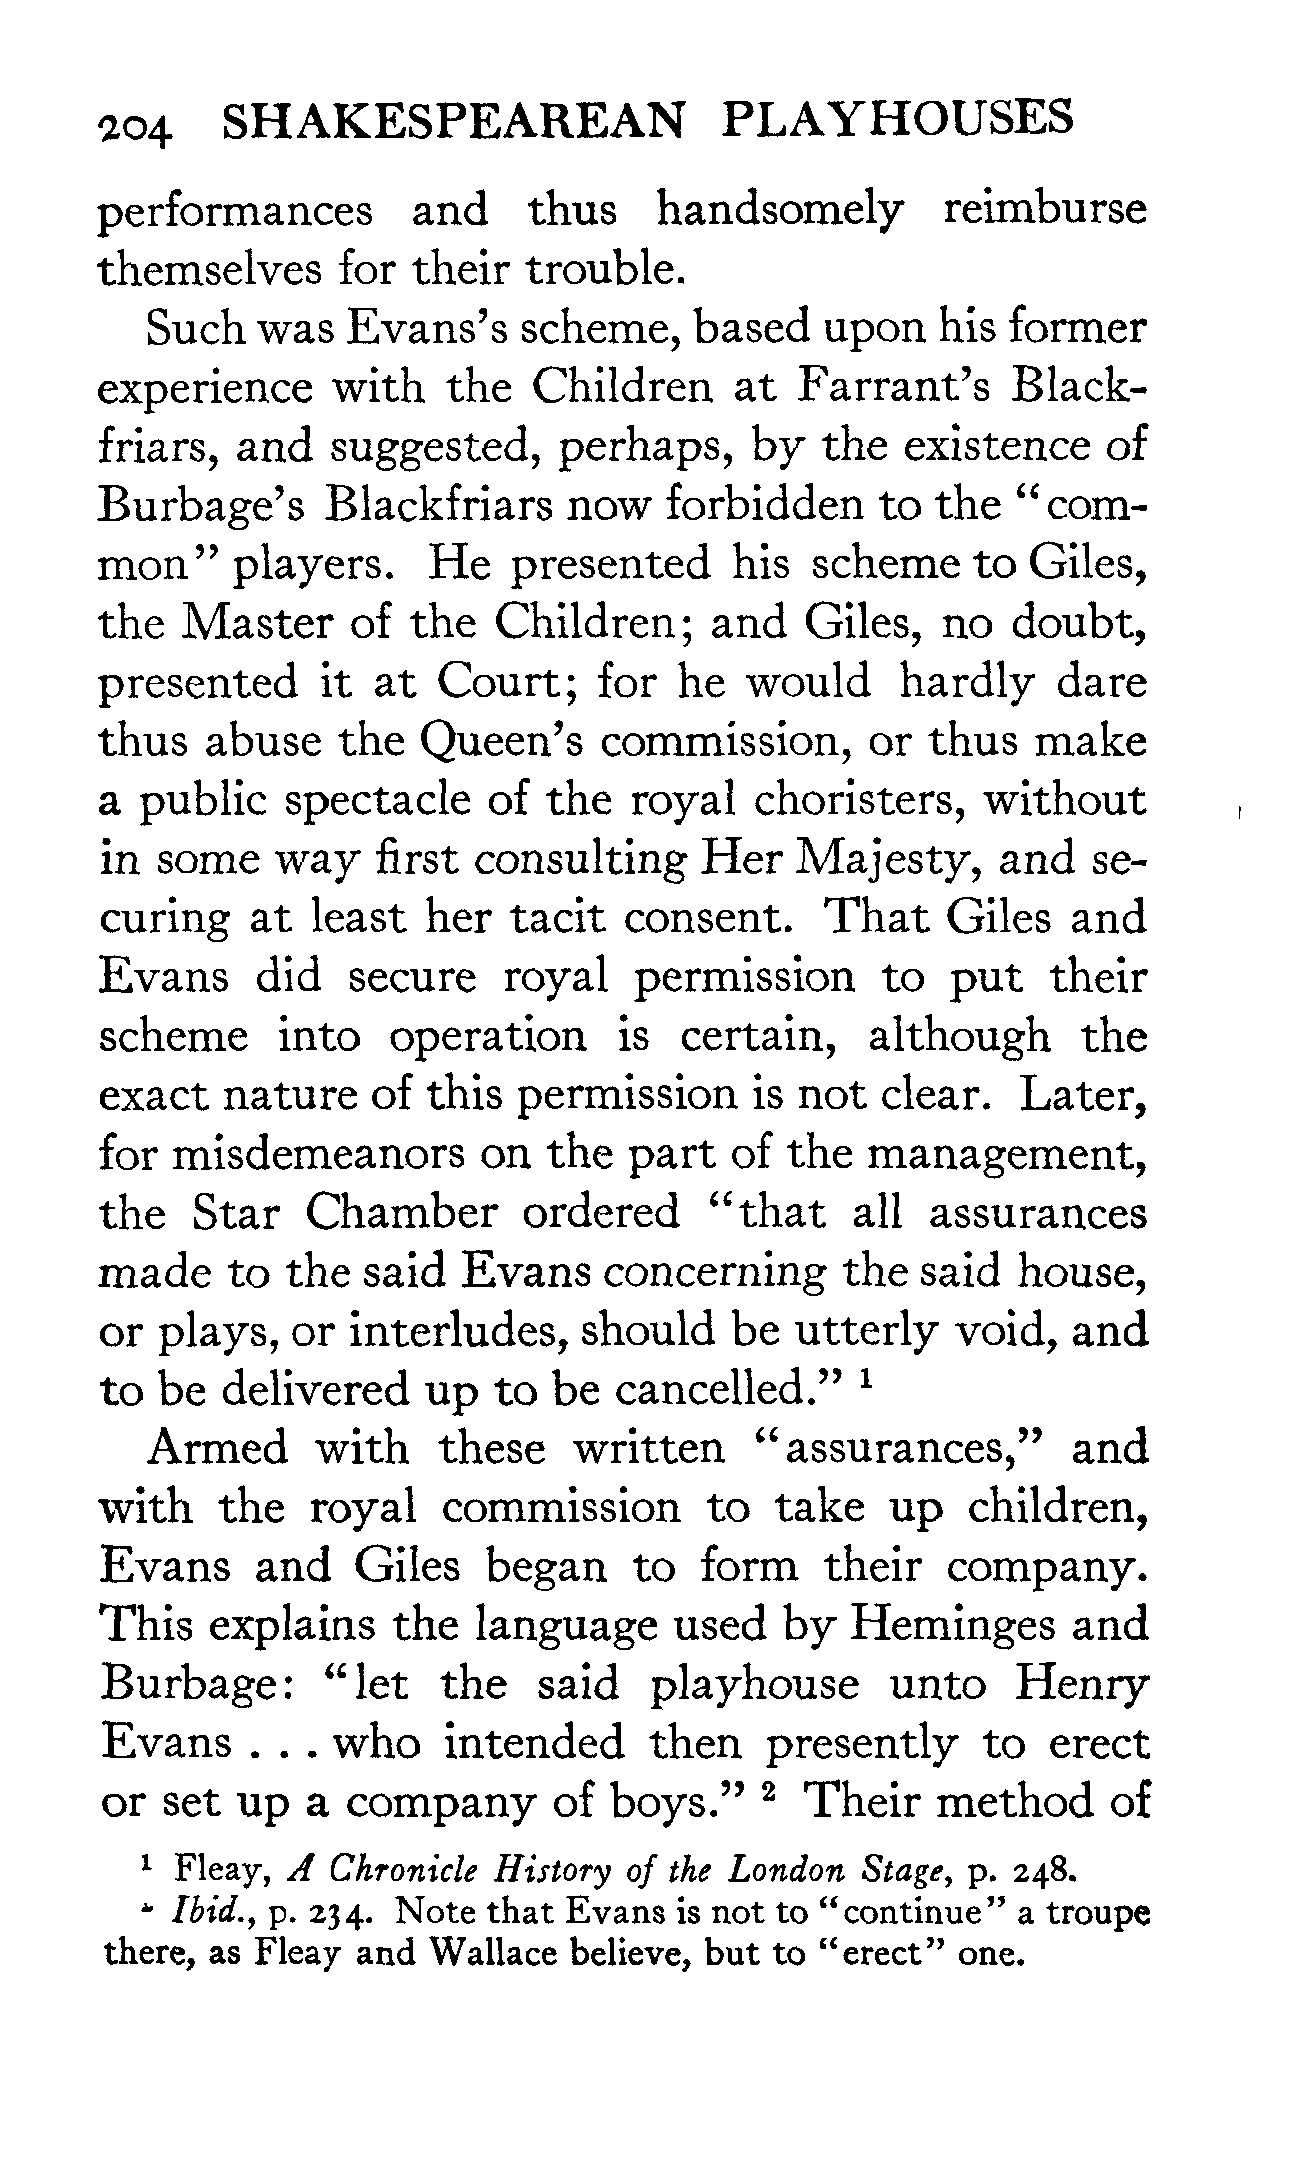 204 SHAKESPEAREAN PLAYHOUSES
performances and thus handsomely reimburse
themselves for their trouble.
Such was Evans's scheme, based upon his former
experience with the Children at Farrant's Black-
friars, and suggested, perhaps, by the existence of
Burbage's Blackfriars now forbidden to the "com-
mon" players. He presented his scheme to Giles,
the Master of the Children; and Giles, no doubt,
presented it at Court; for he would hardly dare
thus abuse the Queen's commission, or thus make
a public spectacle of the royal choristers, without
in some way first consulting Her Majesty, and se-
curing at least her tacit consent. That Giles and
Evans did secure royal permission to put their
scheme into operation is certain, although the
exact nature of this permission is not clear. Later,
for misdemeanors on the part of the management,
the Star Chamber ordered "that all assurances
made to the said Evans concerning the said house,
or plays, or interludes, should be utterly void, and
to be delivered up to be cancelled." ¹
Armed with these written "assurances," and
with the royal commission to take up children,
Evans and Giles began to form their company.
This explains the language used by Heminges and
Burbage: "let the said playhouse unto Henry
Evans . . . who intended then presently to erect
or set up a company of boys." ² Their method of
¹ Fleay, A Chronicle History of the London Stage, p. 248.
² Ibid., p. 234. Note that Evans is not to "continue" a troupe
there, as Fleay and Wallace believe, but to "erect" one.